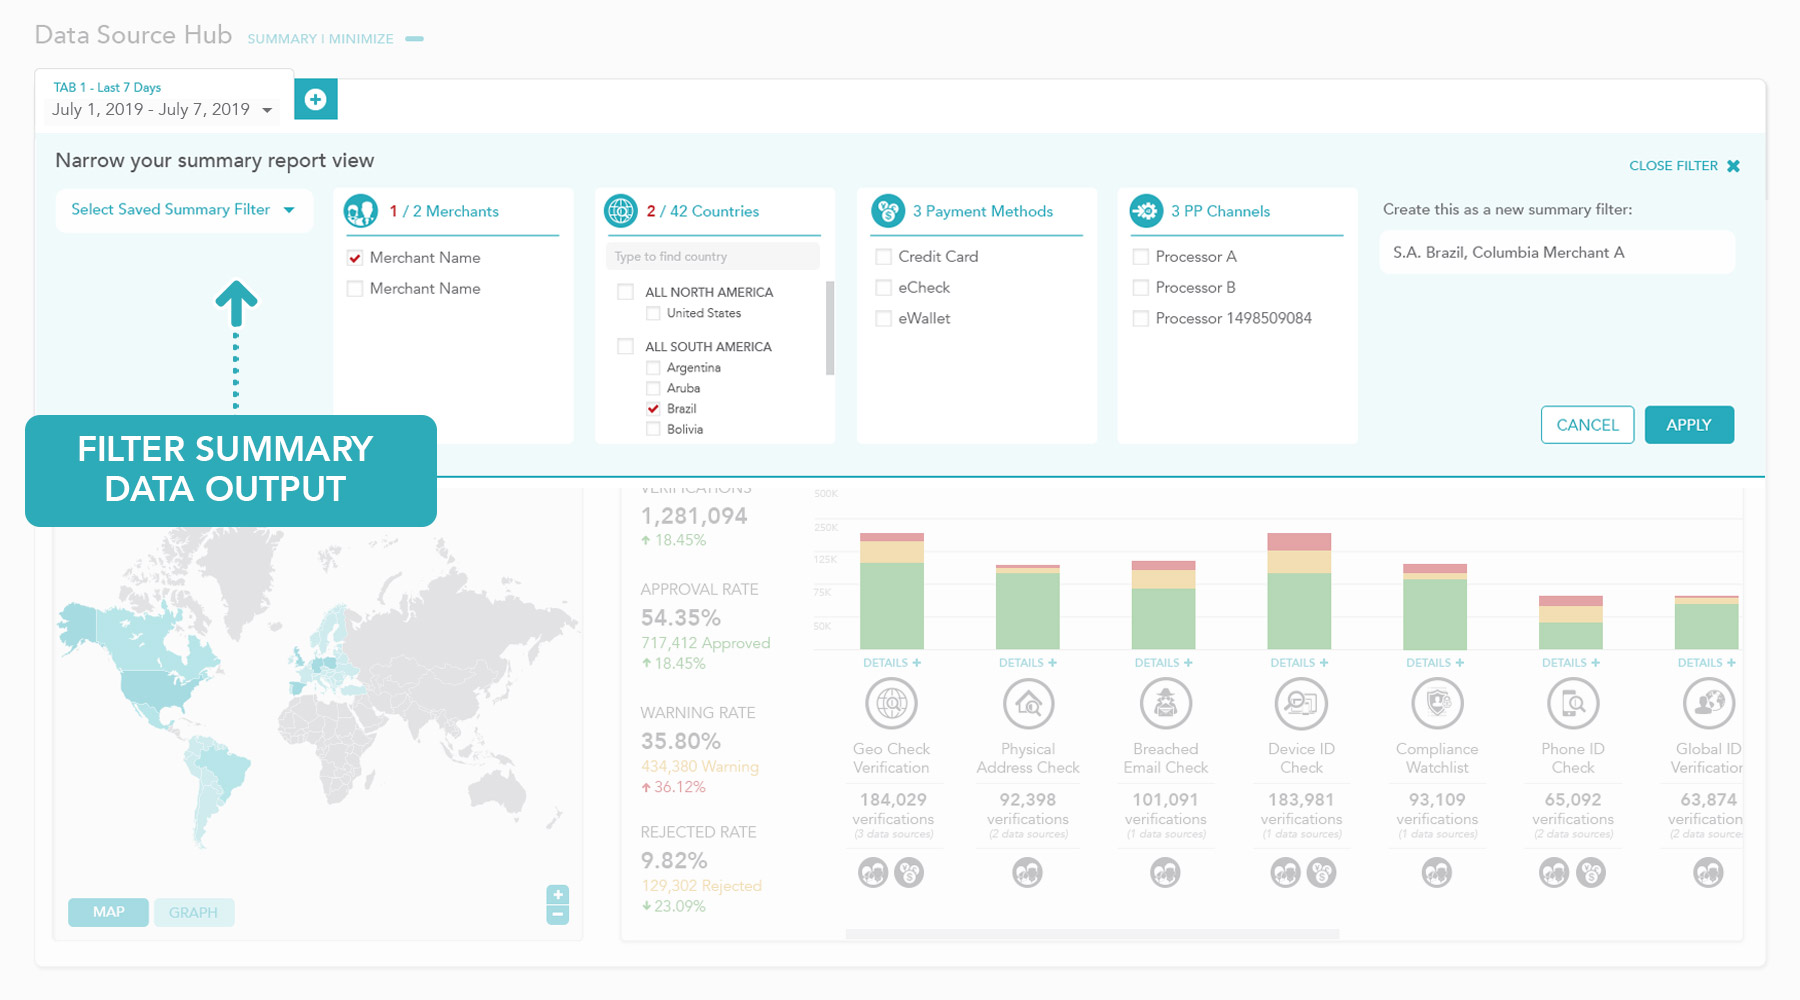 Data Source Hub SUMMARY | MINIMIZE
TAB 1 - Last 7 Days
July 1, 2019 - July 7, 2019
Narrow your summary report view
CLOSE FILTER
Select Saved Summary Filter
1 / 2 Merchants
Merchant Name
Merchant Name
2 / 42 Countries
Type to find country
ALL NORTH AMERICA
United States
ALL SOUTH AMERICA
Argentina
Aruba
Brazil
Bolivia
3 Payment Methods
Credit Card
eCheck
eWallet
3 PP Channels
Processor A
Processor B
Processor 1498509084
Create this as a new summary filter:
S.A. Brazil, Columbia Merchant A
CANCEL
APPLY
FILTER SUMMARY
DATA OUTPUT
MAP
GRAPH
VERIFICATIONS
1,281,094
18.45%
APPROVAL RATE
54.35%
717,412 Approved
18.45%
WARNING RATE
35.80%
434,380 Warning
36.12%
REJECTED RATE
9.82%
129,302 Rejected
23.09%
500K
250K
125K
75K
50K
DETAILS +
Geo Check
Verification
184,029
verifications
(3 data sources)
DETAILS +
Physical
Address Check
92,398
verifications
(2 data sources)
DETAILS +
Breached
Email Check
101,091
verifications
(1 data sources)
DETAILS +
Device ID
Check
183,981
verifications
(1 data sources)
DETAILS +
Compliance
Watchlist
93,109
verifications
(1 data sources)
DETAILS +
Phone ID
Check
65,092
verifications
(2 data sources)
DETAILS +
Global ID
Verification
63,874
verification
(2 data source